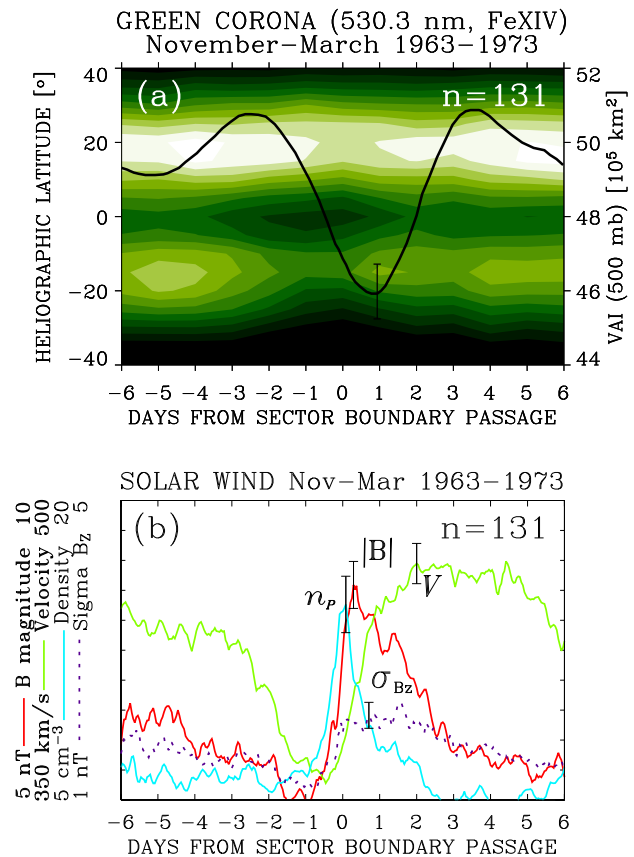 GREEN CORONA (530.3 nm, FeXIV)
November-March 1963-1973
(a)
n=131
HELIOGRAPHIC LATITUDE [°]
40
20
0
-20
-40
VAI (500 mb) [10⁵ km²]
52
50
48
46
44
-6 -5 -4 -3 -2 -1 0 1 2 3 4 5 6
DAYS FROM SECTOR BOUNDARY PASSAGE
SOLAR WIND Nov-Mar 1963-1973
(b)
n=131
|B|
n_P
V
σ_Bz
5 nT B magnitude 10
350 km/s Velocity 500
5 cm⁻³ Density 20
1 nT Sigma Bz 5
-6 -5 -4 -3 -2 -1 0 1 2 3 4 5 6
DAYS FROM SECTOR BOUNDARY PASSAGE